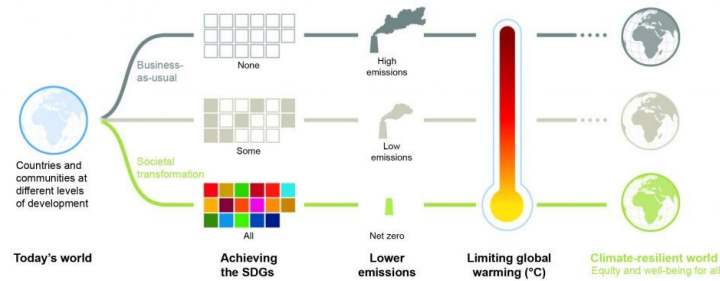 Business-
as-usual
None
High
emissions
Countries and
communities at
different levels
of development
Some
Low
emissions
Societal
transformation
All
Net zero
Today's world
Achieving
the SDGs
Lower
emissions
Limiting global
warming (°C)
Climate-resilient world
Equity and well-being for all